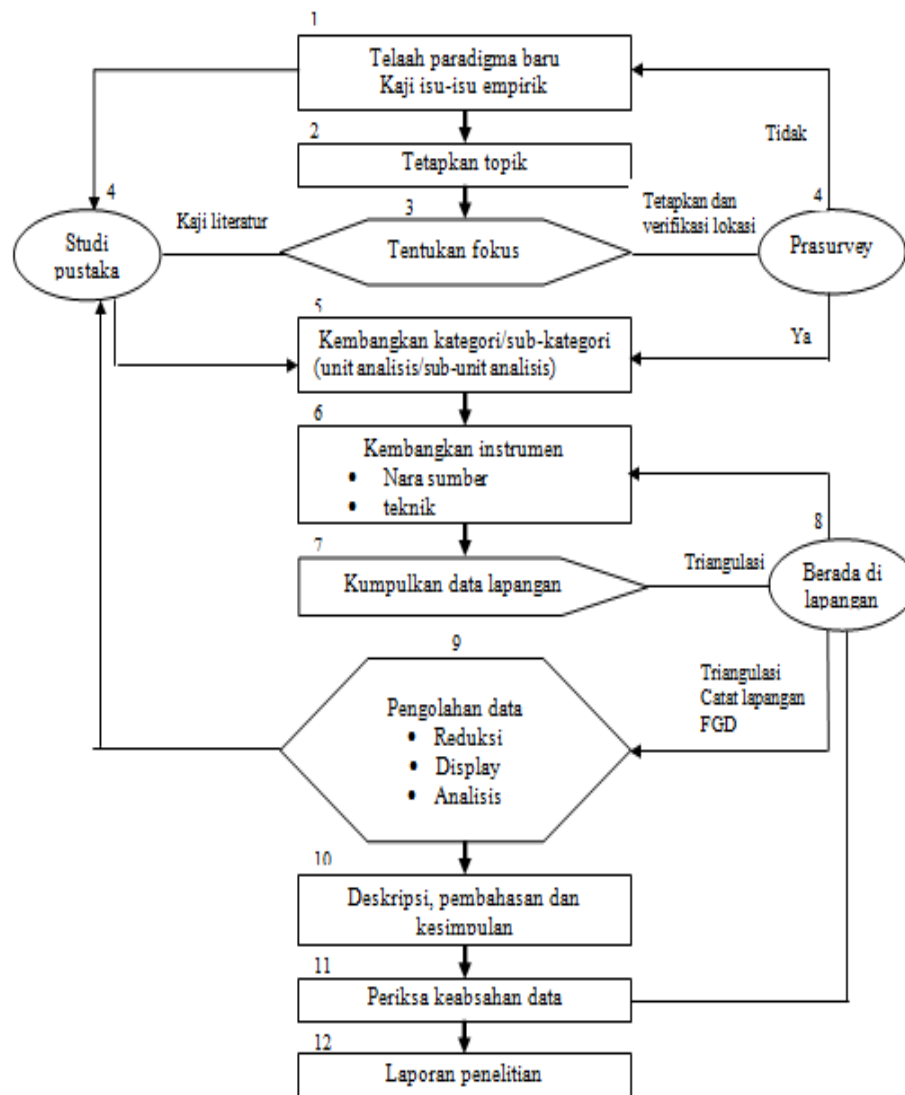 1
Telaah paradigma baru
Kaji isu-isu empirik
Tidak
2
Tetapkan topik
4
Studi
pustaka
Kaji literatur
3
Tentukan fokus
Tetapkan dan
verifikasi lokasi
4
Prasurvey
Ya
5
Kembangkan kategori/sub-kategori
(unit analisis/sub-unit analisis)
6
Kembangkan instrumen
• Nara sumber
• teknik
7
Kumpulkan data lapangan
Triangulasi
8
Berada di
lapangan
Triangulasi
Catat lapangan
FGD
9
Pengolahan data
• Reduksi
• Display
• Analisis
10
Deskripsi, pembahasan dan
kesimpulan
11
Periksa keabsahan data
12
Laporan penelitian